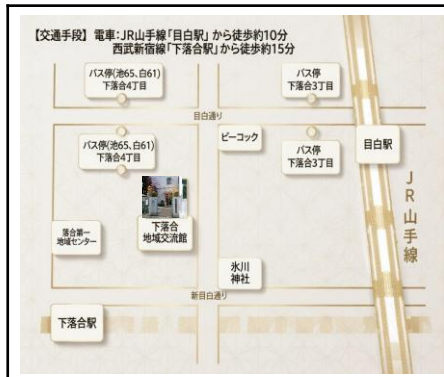 【交通手段】 電車：JR山手線「目白駅」から徒歩約10分
西武新宿線「下落合駅」から徒歩約15分
バス停(池65、白61)
下落合4丁目
バス停
下落合3丁目
目白通り
バス停(池65、白61)
下落合4丁目
ピーコック
バス停
下落合3丁目
目白駅
JR山手線
下落合
地域交流館
落合第一
地域センター
氷川
神社
新目白通り
下落合駅